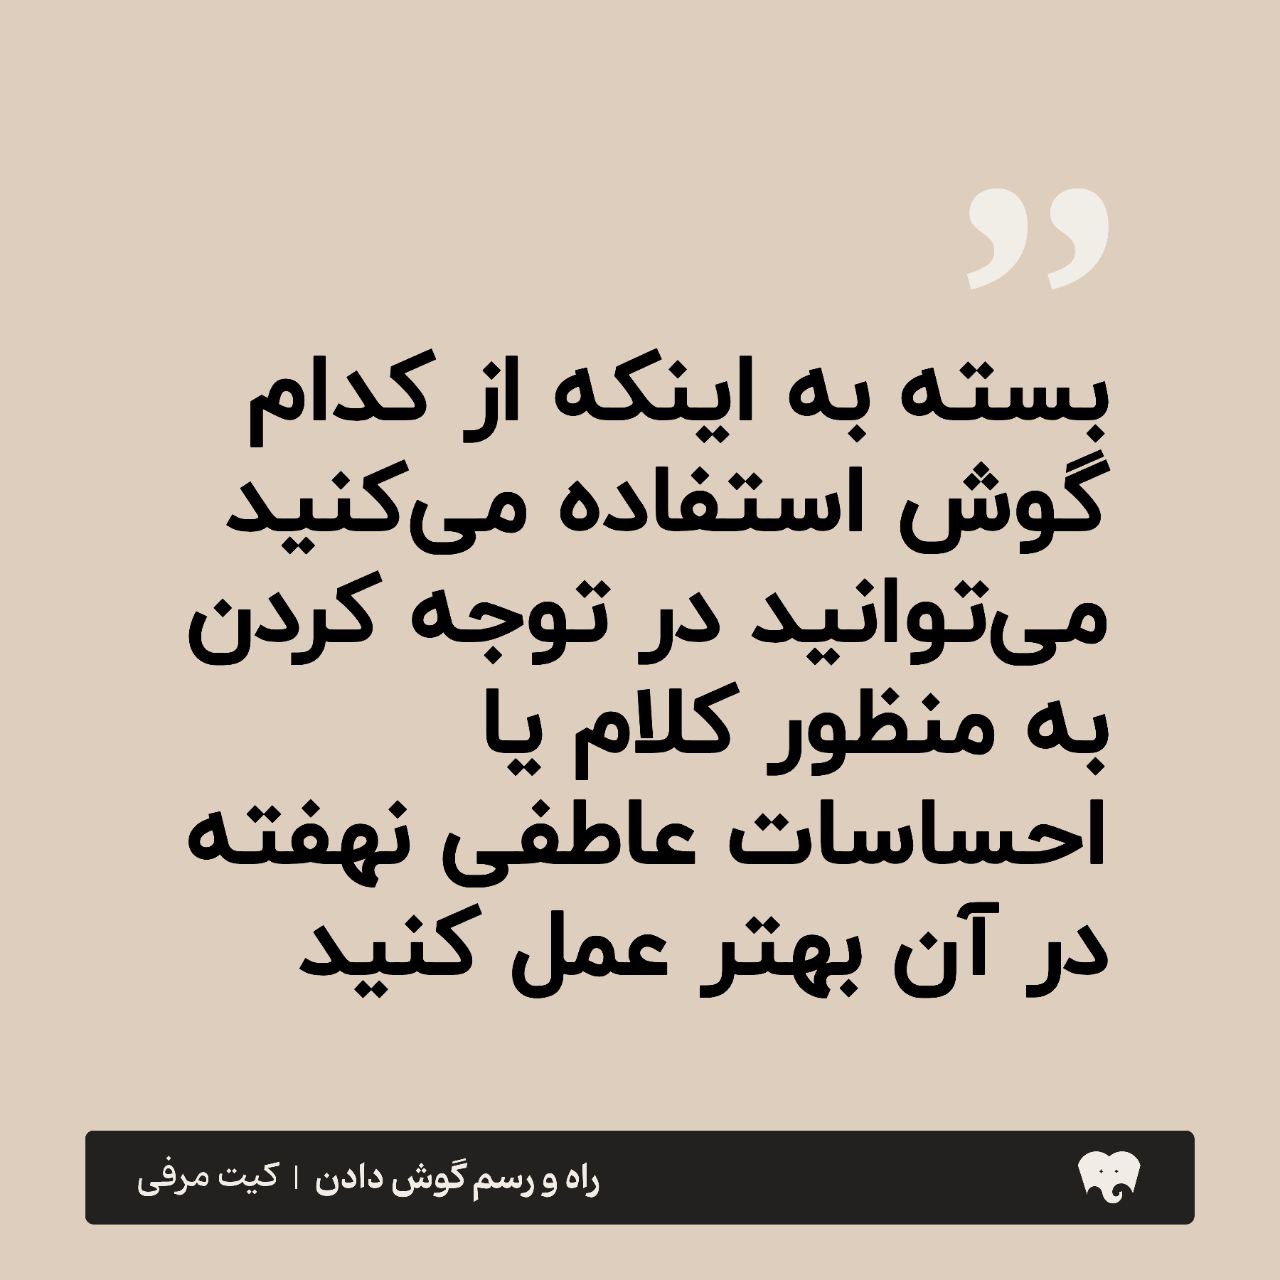 ”
بسته به اینکه از کدام
گوش استفاده می‌کنید
می‌توانید در توجه کردن
به منظور کلام یا
احساسات عاطفی نهفته
در آن بهتر عمل کنید
راه و رسم گوش دادن | کیت مرفی